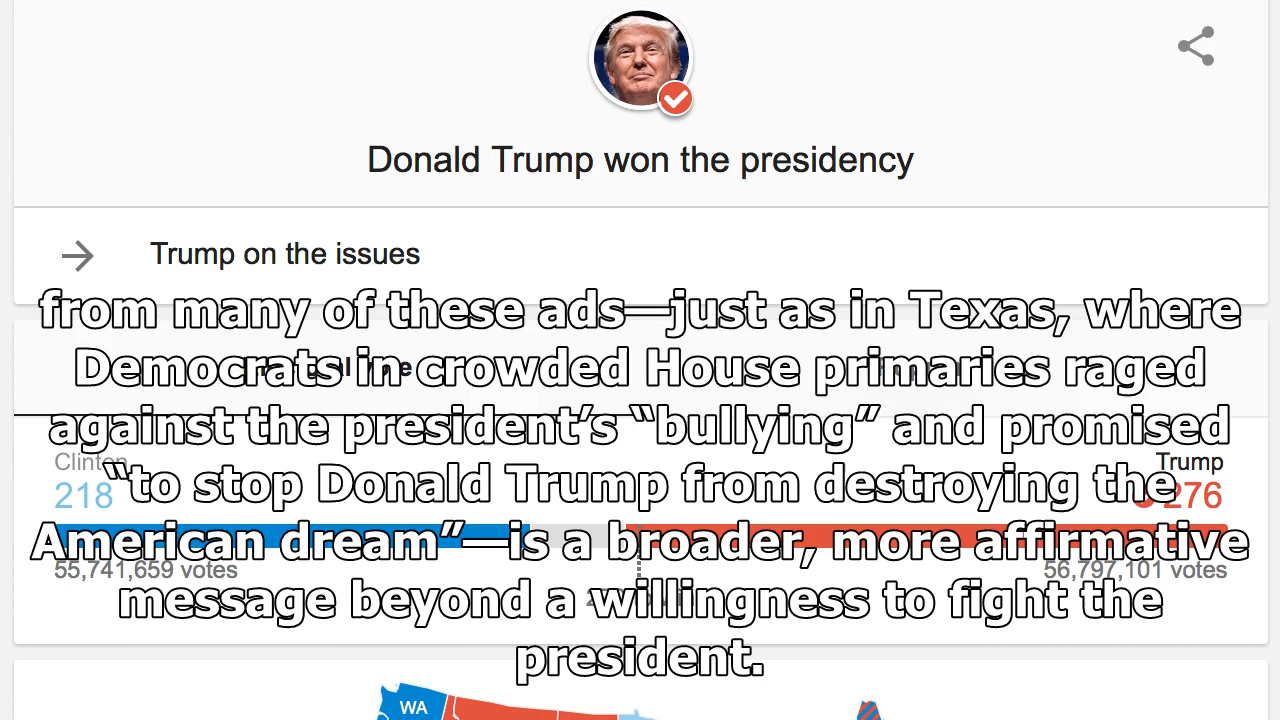 Donald Trump won the presidency
Trump on the issues
from many of these ads—just as in Texas, where
Democrats in crowded House primaries raged
against the president’s “bullying” and promised
Clinton
Trump
“to stop Donald Trump from destroying the
218
276
American dream”—is a broader, more affirmative
55,741,659 votes
56,797,101 votes
message beyond a willingness to fight the
president.
WA